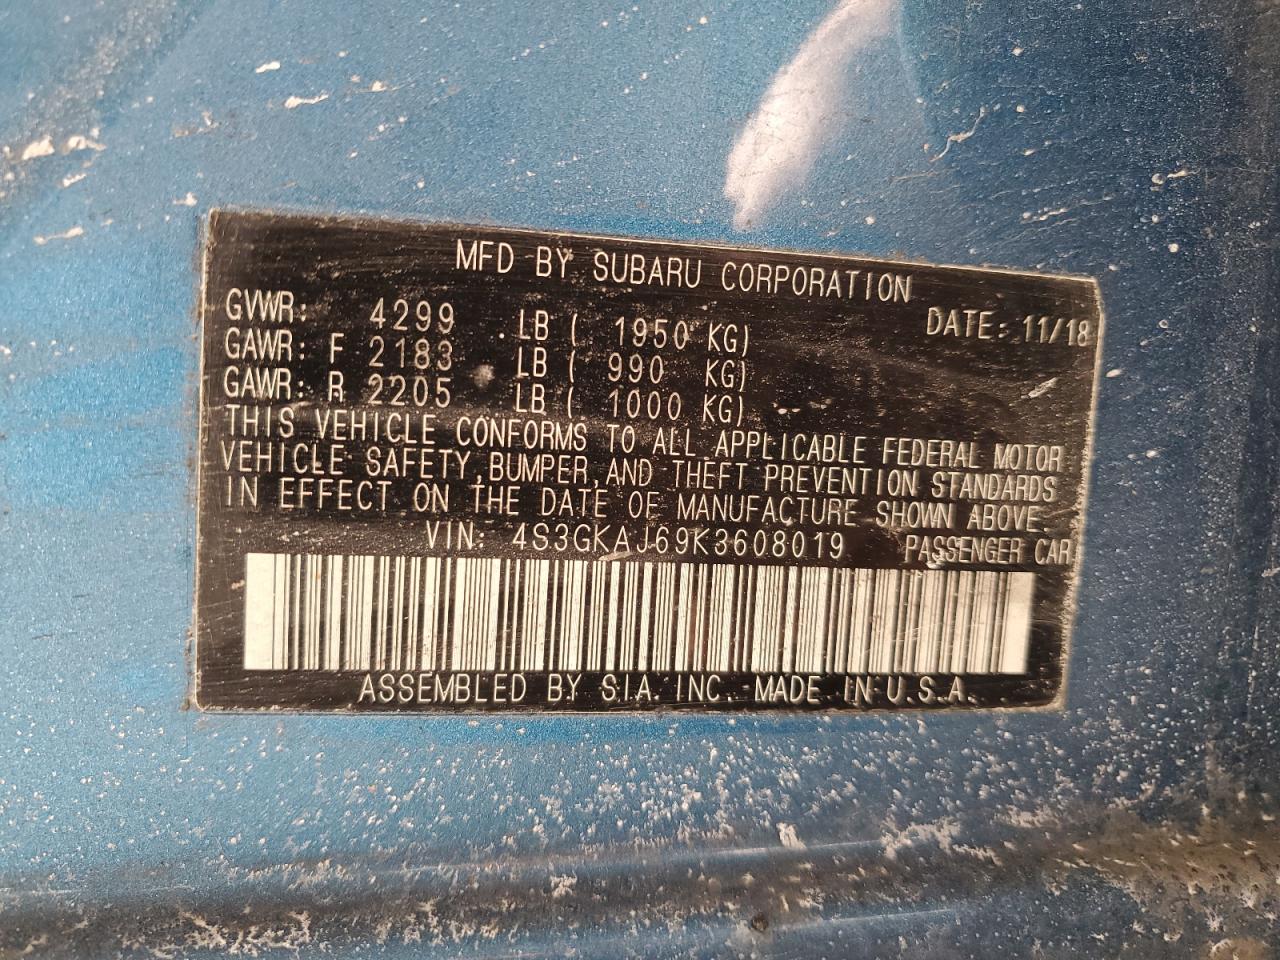 MFD BY SUBARU CORPORATION
GVWR: 4299 LB ( 1950 KG) DATE: 11/18
GAWR: F 2183 LB ( 990 KG)
GAWR: R 2205 LB ( 1000 KG)
THIS VEHICLE CONFORMS TO ALL APPLICABLE FEDERAL MOTOR
VEHICLE SAFETY, BUMPER, AND THEFT PREVENTION STANDARDS
IN EFFECT ON THE DATE OF MANUFACTURE SHOWN ABOVE.
VIN: 4S3GKAJ69K3608019 PASSENGER CAR
ASSEMBLED BY S.I.A. INC. MADE IN U.S.A.